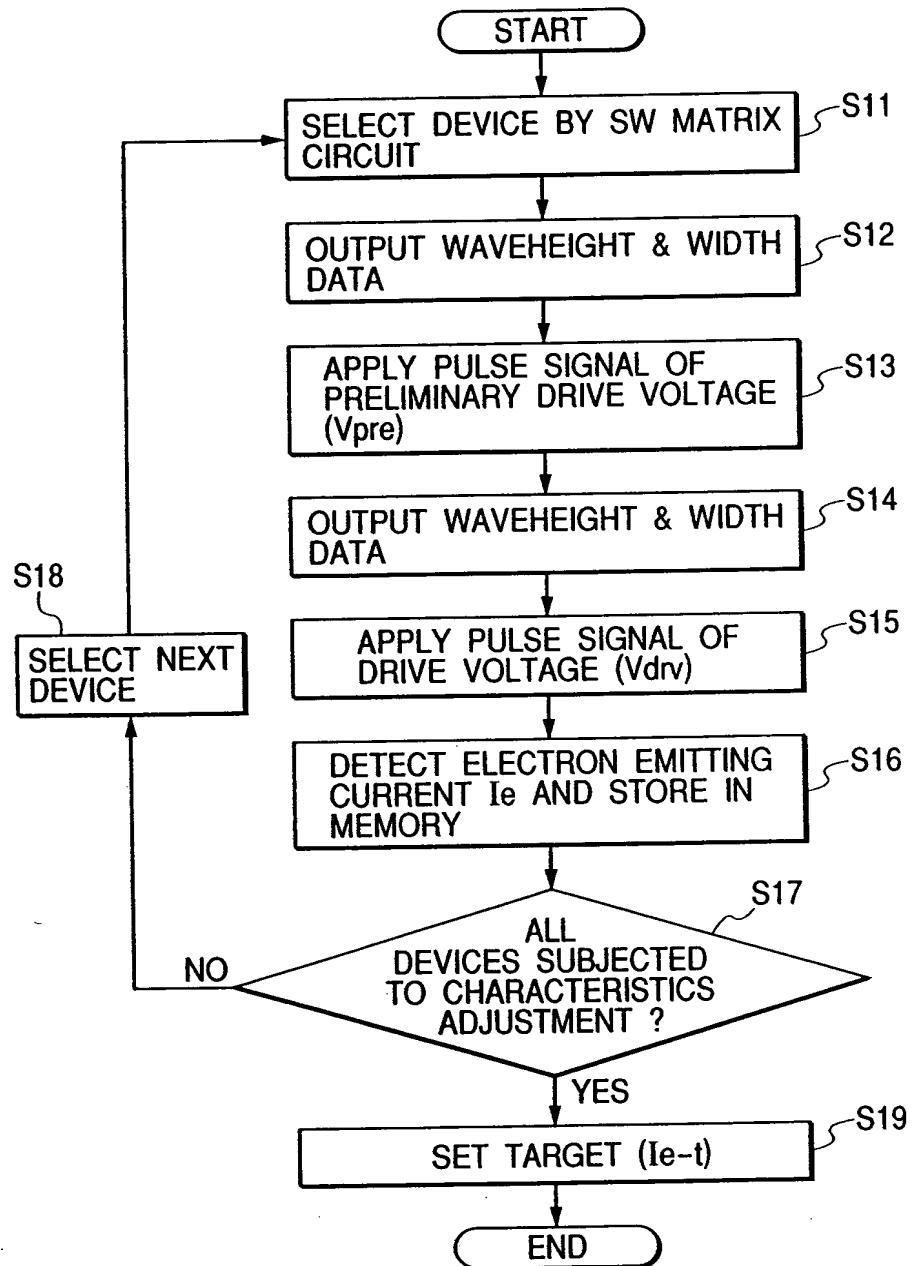 START
SELECT DEVICE BY SW MATRIX
CIRCUIT
S11
OUTPUT WAVEHEIGHT & WIDTH
DATA
S12
APPLY PULSE SIGNAL OF
PRELIMINARY DRIVE VOLTAGE
(Vpre)
S13
OUTPUT WAVEHEIGHT & WIDTH
DATA
S14
APPLY PULSE SIGNAL OF
DRIVE VOLTAGE (Vdrv)
S15
S18
SELECT NEXT
DEVICE
DETECT ELECTRON EMITTING
CURRENT Ie AND STORE IN
MEMORY
S16
ALL
DEVICES SUBJECTED
TO CHARACTERISTICS
ADJUSTMENT ?
S17
NO
YES
SET TARGET (Ie-t)
S19
END